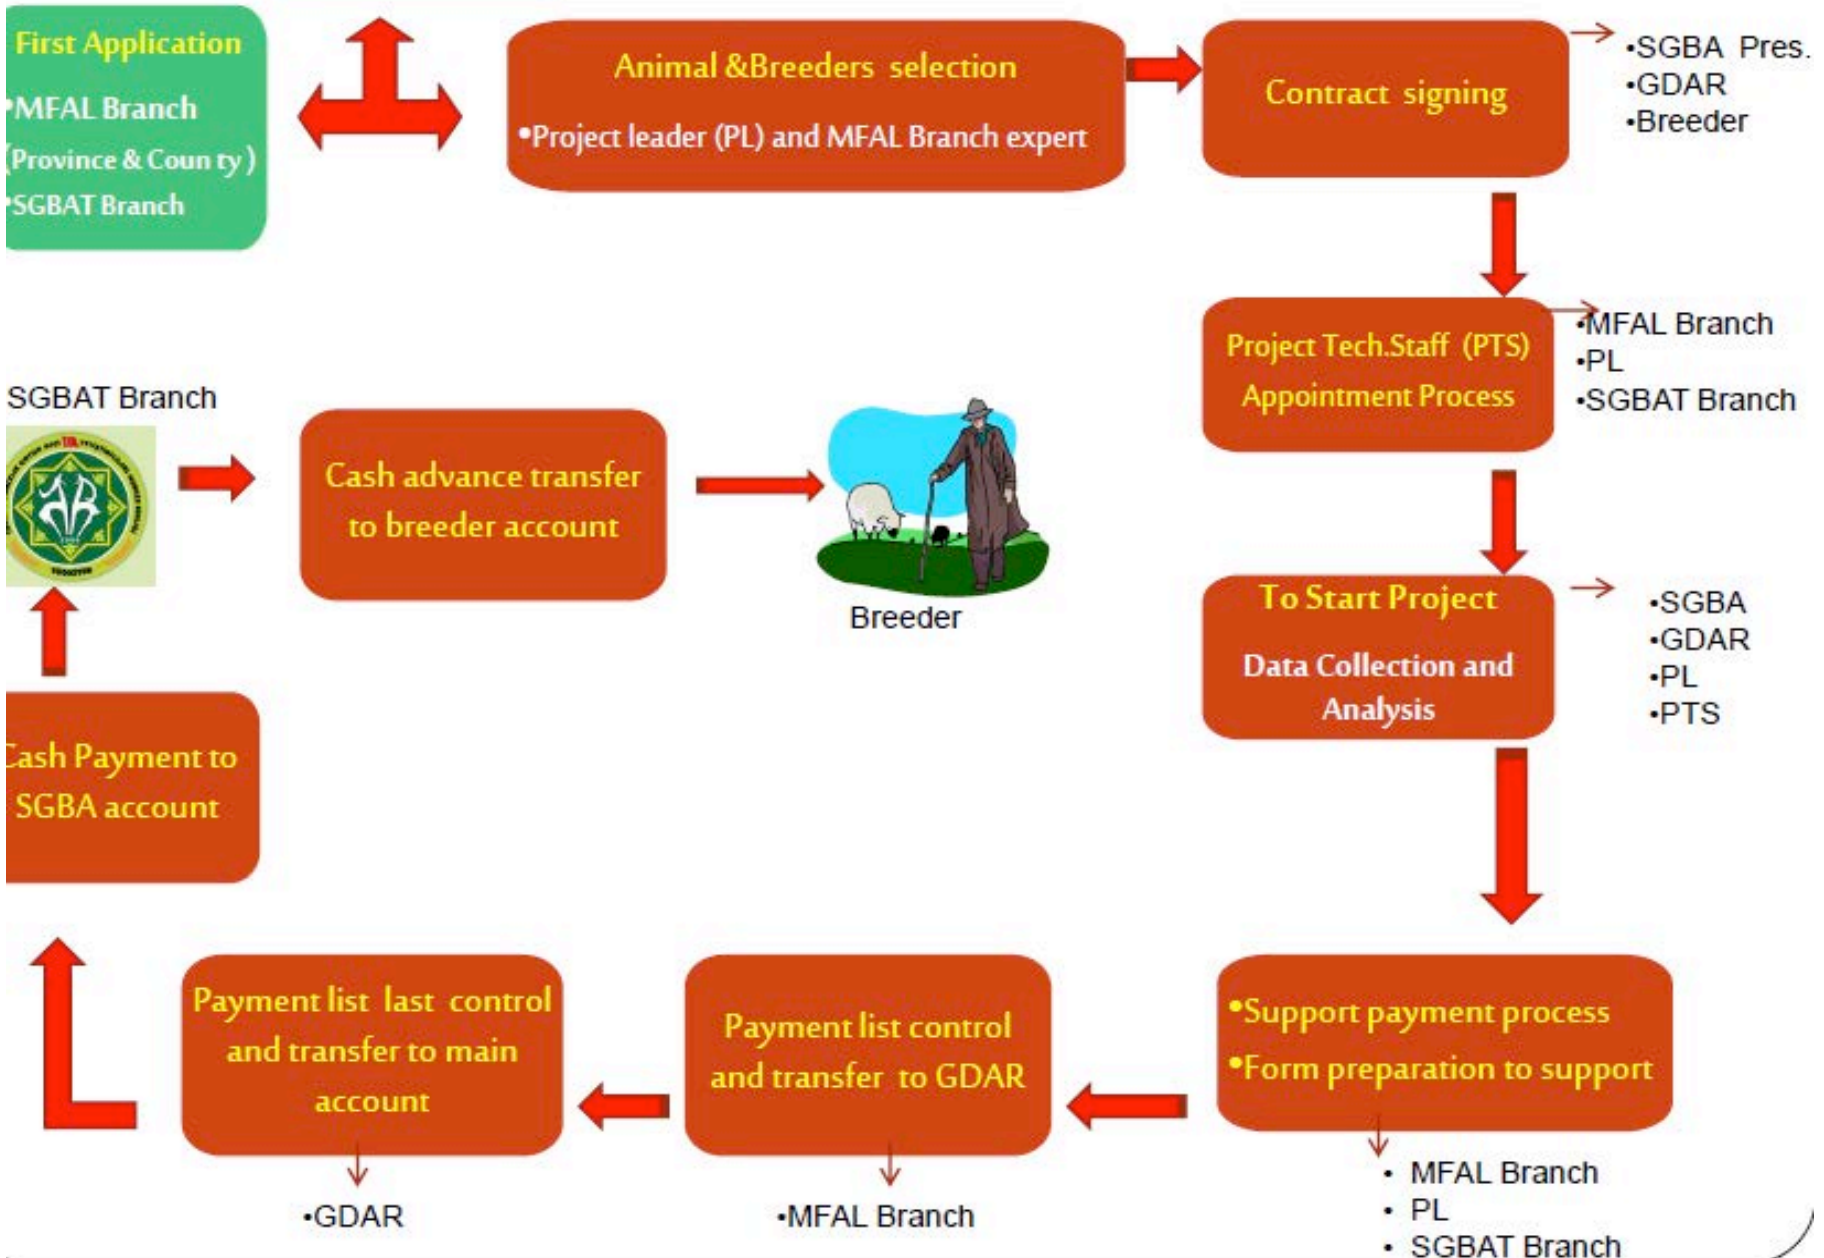 First Application
•MFAL Branch
(Province & County)
•SGBAT Branch
Animal &Breeders selection
•Project leader (PL) and MFAL Branch expert
Contract signing
•SGBA Pres.
•GDAR
•Breeder
Project Tech.Staff (PTS)
Appointment Process
•MFAL Branch
•PL
•SGBAT Branch
SGBAT Branch
Cash advance transfer
to breeder account
Breeder
To Start Project
Data Collection and
Analysis
•SGBA
•GDAR
•PL
•PTS
Cash Payment to
SGBA account
Payment list last control
and transfer to main
account
•GDAR
Payment list control
and transfer to GDAR
•MFAL Branch
•Support payment process
•Form preparation to support
• MFAL Branch
• PL
• SGBAT Branch